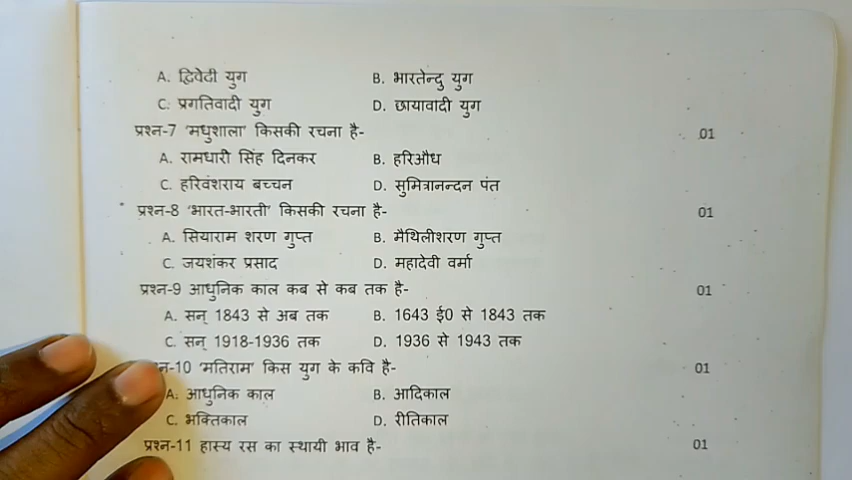 A. द्विवेदी युग B. भारतेन्दु युग
C. प्रगतिवादी युग D. छायावादी युग
प्रश्न-7 'मधुशाला' किसकी रचना है- 01
A. रामधारी सिंह दिनकर B. हरिऔध
C. हरिवंशराय बच्चन D. सुमित्रानन्दन पंत
प्रश्न-8 'भारत-भारती' किसकी रचना है- 01
A. सियाराम शरण गुप्त B. मैथिलीशरण गुप्त
C. जयशंकर प्रसाद D. महादेवी वर्मा
प्रश्न-9 आधुनिक काल कब से कब तक है- 01
A. सन् 1843 से अब तक B. 1643 ई0 से 1843 तक
C. सन् 1918-1936 तक D. 1936 से 1943 तक
न-10 'मतिराम' किस युग के कवि है- 01
A. आधुनिक काल B. आदिकाल
C. भक्तिकाल D. रीतिकाल
प्रश्न-11 हास्य रस का स्थायी भाव है- 01